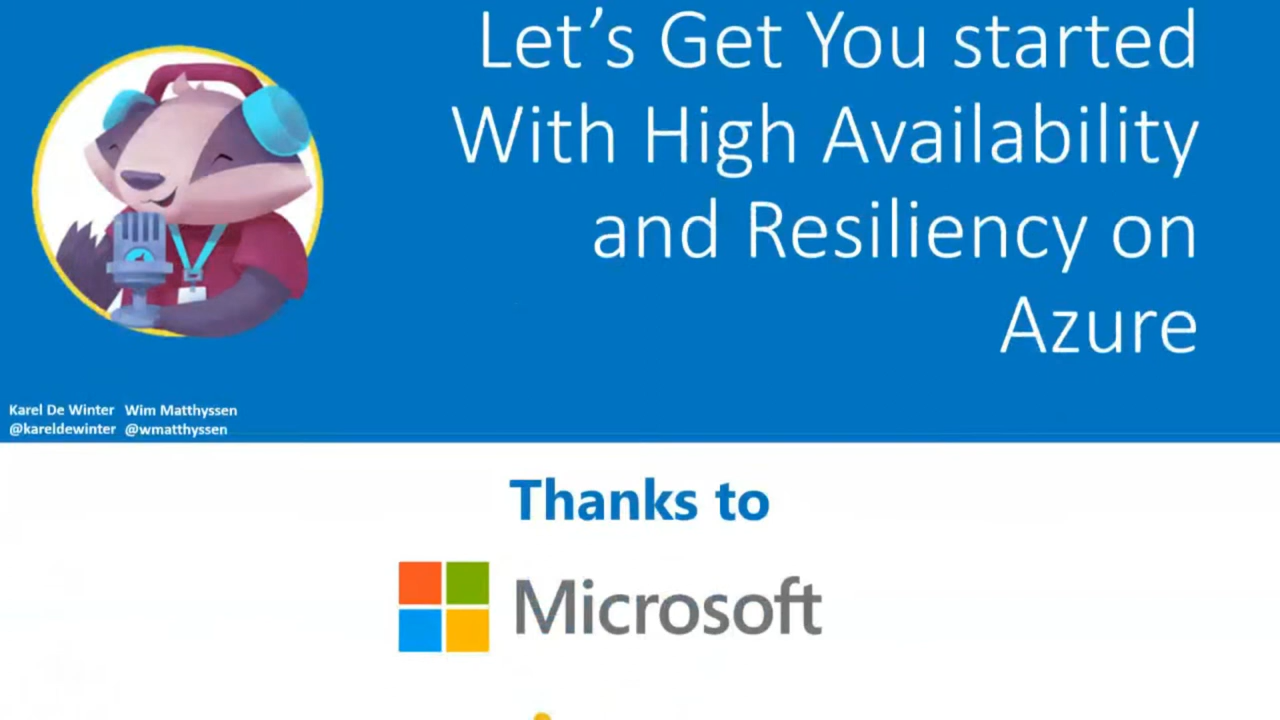 Let’s Get You started
With High Availability
and Resiliency on
Azure
Karel De Winter Wim Matthyssen
@kareldewinter @wmatthyssen
Thanks to
Microsoft